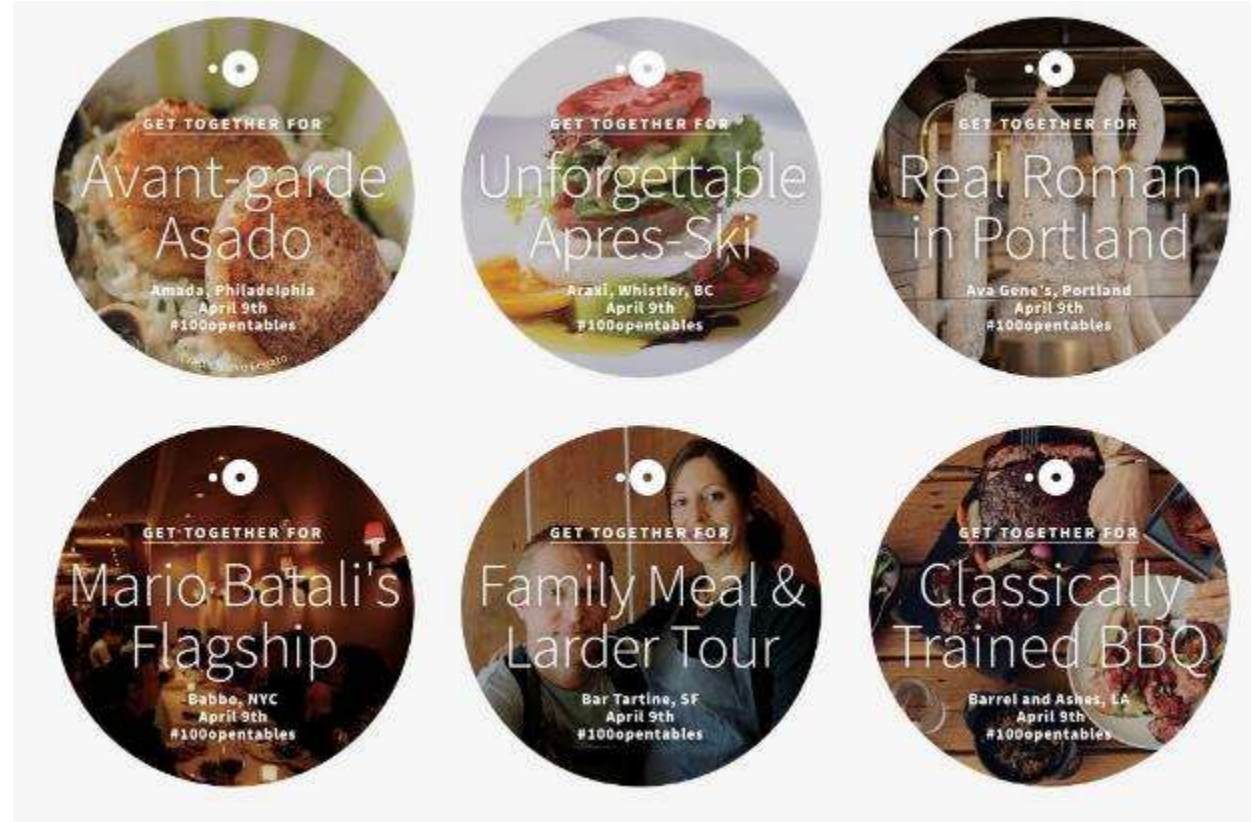 GET TOGETHER FOR
Avant-garde
Asado
Amada, Philadelphia
April 9th
#100opentables
GET TOGETHER FOR
Unforgettable
Apres-Ski
Araxi, Whistler, BC
April 9th
#100opentables
GET TOGETHER FOR
Real Roman
in Portland
Ava Gene's, Portland
April 9th
#100opentables
GET TOGETHER FOR
Mario Batali's
Flagship
Babbo, NYC
April 9th
#100opentables
GET TOGETHER FOR
Family Meal &
Larder Tour
Bar Tartine, SF
April 9th
#100opentables
GET TOGETHER FOR
Classically
Trained BBQ
Barrel and Ashes, LA
April 9th
#100opentables